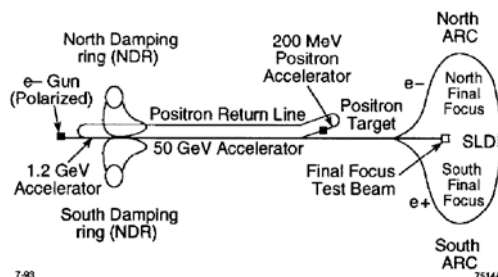 North Damping
ring (NDR)
e– Gun
(Polarized)
200 MeV
Positron
Accelerator
North
ARC
e–
North
Final
Focus
Positron Return Line
Positron
Target
50 GeV Accelerator
SLD
1.2 GeV
Accelerator
Final Focus
Test Beam
South
Final
Focus
e+
South Damping
ring (NDR)
South
ARC
7-93